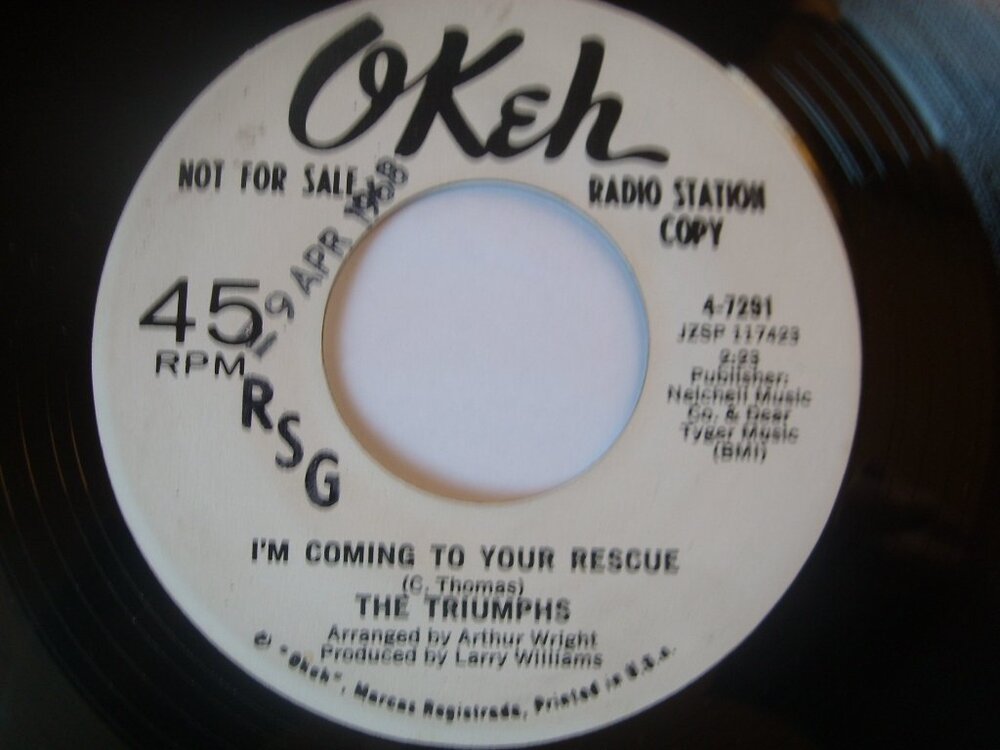 OKeh
NOT FOR SALE
RADIO STATION
COPY
-9 APR 1968
45
RPM
RSG
4-7291
JZSP 117423
2:23
Publisher:
Nelchell Music
Co. & Dear
Tyger Music
(BMI)
I'M COMING TO YOUR RESCUE
(C. Thomas)
THE TRIUMPHS
Arranged by Arthur Wright
Produced by Larry Williams
"Okeh", Marcas Registrada, Printed in U.S.A.